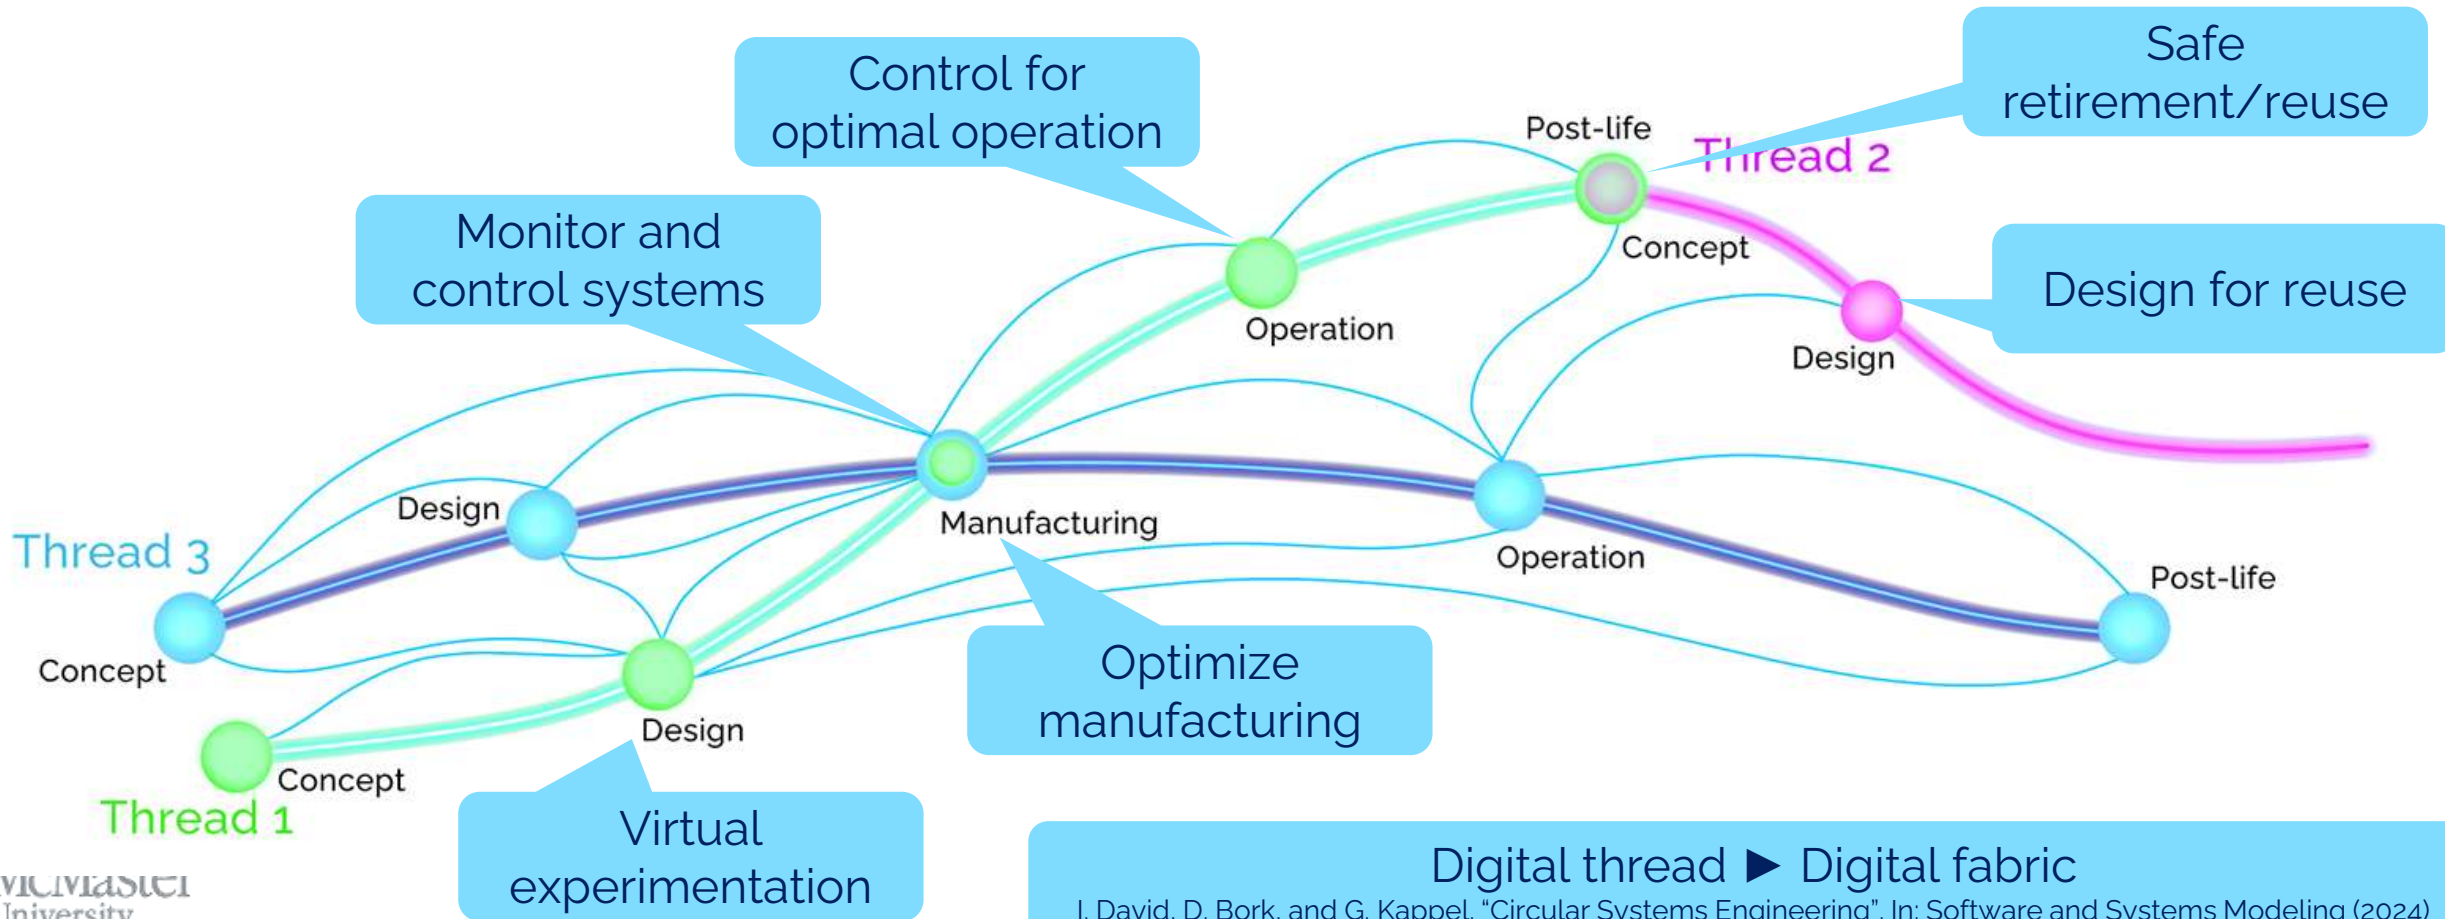 Safe
retirement/reuse
Control for
optimal operation
Post-life
Thread 2
Monitor and
control systems
Concept
Design for reuse
Operation
Design
Design
Manufacturing
Thread 3
Operation
Post-life
Concept
Optimize
manufacturing
Design
Concept
Thread 1
Virtual
experimentation
Digital thread ► Digital fabric
I. David, D. Bork, and G. Kappel. "Circular Systems Engineering". In: Software and Systems Modeling (2024)
McMaster
University